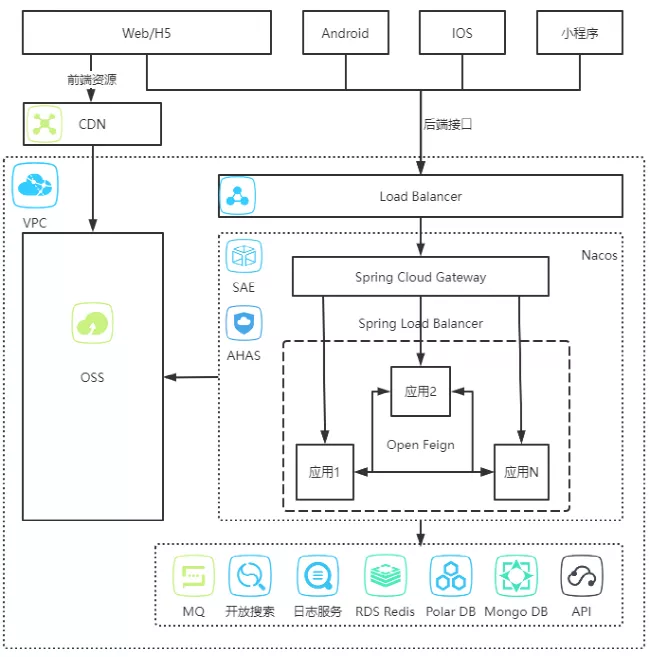 Web/H5
Android
IOS
小程序
前端资源
CDN
后端接口
VPC
Load Balancer
Nacos
SAE
Spring Cloud Gateway
AHAS
Spring Load Balancer
OSS
应用2
Open Feign
应用1
应用N
MQ
开放搜索
日志服务
RDS Redis
Polar DB
Mongo DB
API